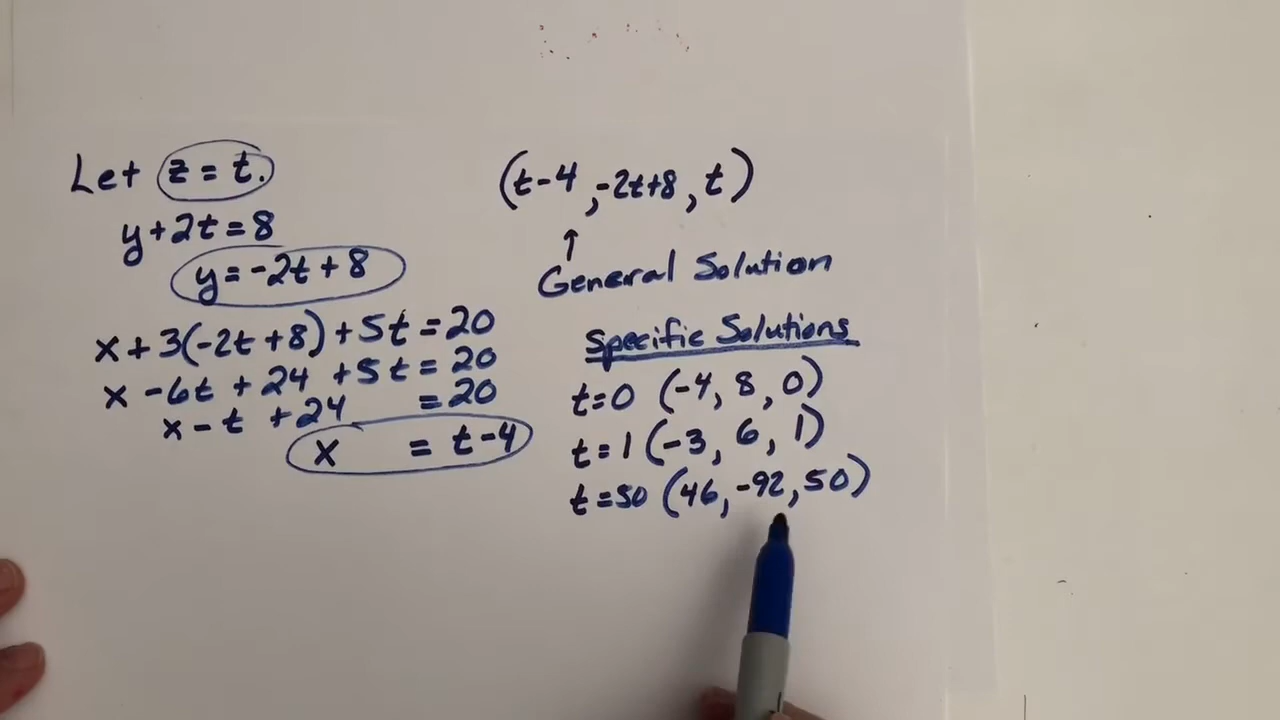 Let z = t.
y+2t=8
y=-2t+8
x+3(-2t+8)+5t=20
x-6t+24+5t=20
x-t+24=20
x=t-4
(t-4,-2t+8,t)
↑
General Solution
Specific Solutions
t=0 (-4, 8, 0)
t=1 (-3, 6, 1)
t=50 (46, -92, 50)